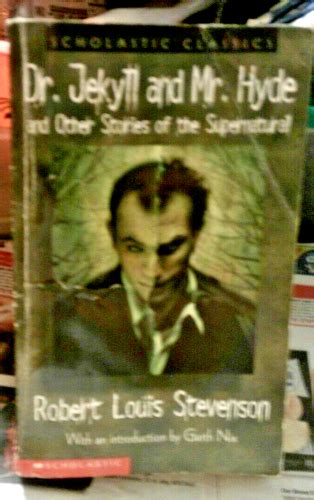 SCHOLASTIC CLASSICS
Dr. Jekyll and Mr. Hyde
and Other Stories of the Supernatural
Robert Louis Stevenson
With an introduction by Garth Nix
SCHOLASTIC